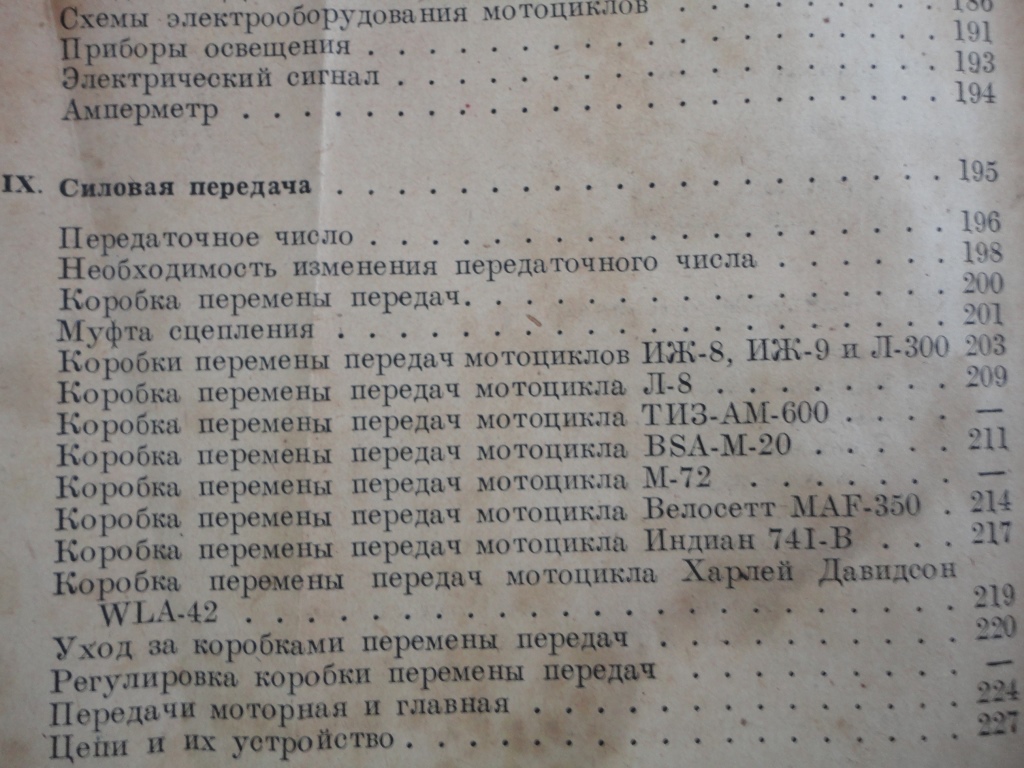 Схемы электрооборудования мотоциклов . . . . . . . . . . 186
Приборы освещения . . . . . . . . . . . . . . . . . . . 191
Электрический сигнал . . . . . . . . . . . . . . . . . . 193
Амперметр . . . . . . . . . . . . . . . . . . . . . . . 194
IX. Силовая передача . . . . . . . . . . . . . . . . . . . 195
Передаточное число . . . . . . . . . . . . . . . . . . . 196
Необходимость изменения передаточного числа . . . . . . 198
Коробка перемены передач. . . . . . . . . . . . . . . . 200
Муфта сцепления . . . . . . . . . . . . . . . . . . . . 201
Коробки перемены передач мотоциклов ИЖ-8, ИЖ-9 и Л-300 203
Коробка перемены передач мотоцикла Л-8 . . . . . . . . 209
Коробка перемены передач мотоцикла ТИЗ-АМ-600 . . . . —
Коробка перемены передач мотоцикла BSA-M-20 . . . . . 211
Коробка перемены передач мотоцикла М-72 . . . . . . . —
Коробка перемены передач мотоцикла Велосетт MAF-350 . 214
Коробка перемены передач мотоцикла Индиан 741-В . . . 217
Коробка перемены передач мотоцикла Харлей Давидсон
WLA-42 . . . . . . . . . . . . . . . . . . . . . . . 219
Уход за коробками перемены передач . . . . . . . . . . 220
Регулировка коробки перемены передач . . . . . . . . . —
Передачи моторная и главная . . . . . . . . . . . . . . 224
Цепи и их устройство . . . . . . . . . . . . . . . . . . 227